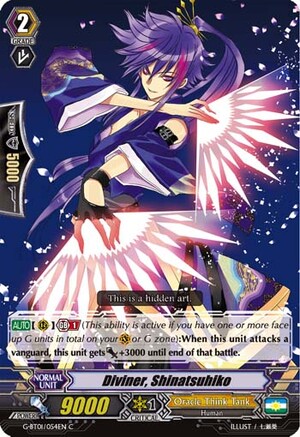 2
GRADE
SHIELD
5000
This is a hidden art.
AUTO GB 1 (This ability is active if you have one or more face
up G units in total on your or G zone):When this unit attacks a
vanguard, this unit gets +3000 until end of that battle.
NORMAL
UNIT
Diviner, Shinatsuhiko
POWER
9000
1
Oracle Think Tank
Human
G-BT01/054EN C
ILLUST / 七瀬葵